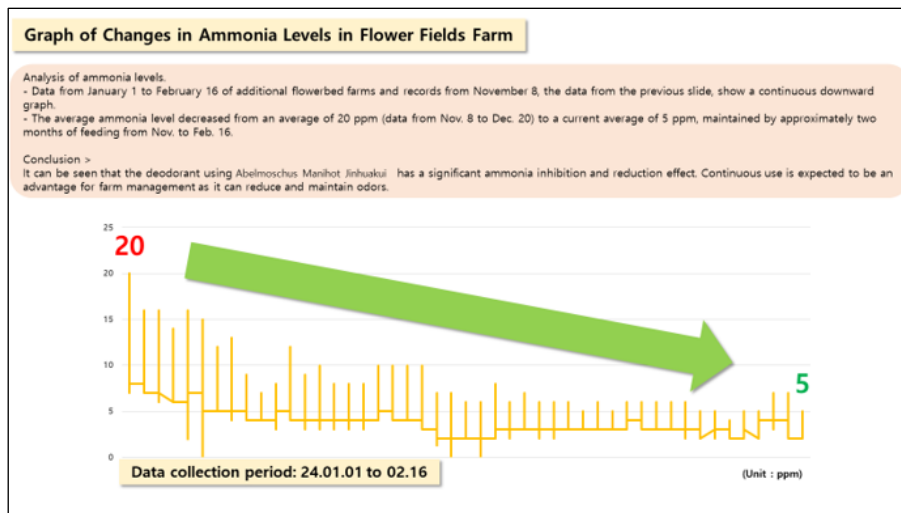 Graph of Changes in Ammonia Levels in Flower Fields Farm
Analysis of ammonia levels.
- Data from January 1 to February 16 of additional flowerbed farms and records from November 8, the data from the previous slide, show a continuous downward
graph.
- The average ammonia level decreased from an average of 20 ppm (data from Nov. 8 to Dec. 20) to a current average of 5 ppm, maintained by approximately two
months of feeding from Nov. to Feb. 16.
Conclusion >
It can be seen that the deodorant using Abelmoschus Manihot Jinhuakui has a significant ammonia inhibition and reduction effect. Continuous use is expected to be an
advantage for farm management as it can reduce and maintain odors.
25
20
20
15
10
5
5
0
Data collection period: 24.01.01 to 02.16
(Unit : ppm)